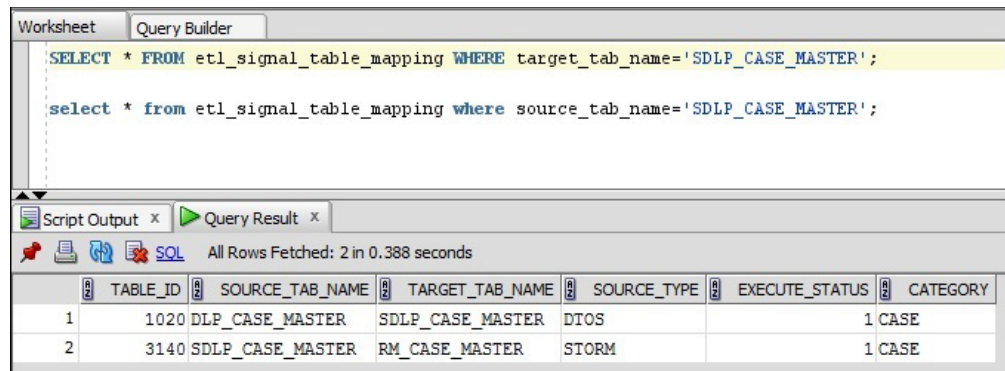 Worksheet Query Builder
SELECT * FROM etl_signal_table_mapping WHERE target_tab_name='SDLP_CASE_MASTER';
select * from etl_signal_table_mapping where source_tab_name='SDLP_CASE_MASTER';
Script Output x Query Result x
SQL All Rows Fetched: 2 in 0.388 seconds
TABLE_ID SOURCE_TAB_NAME TARGET_TAB_NAME SOURCE_TYPE EXECUTE_STATUS CATEGORY
1 1020 DLP_CASE_MASTER SDLP_CASE_MASTER DTOS 1 CASE
2 3140 SDLP_CASE_MASTER RM_CASE_MASTER STORM 1 CASE